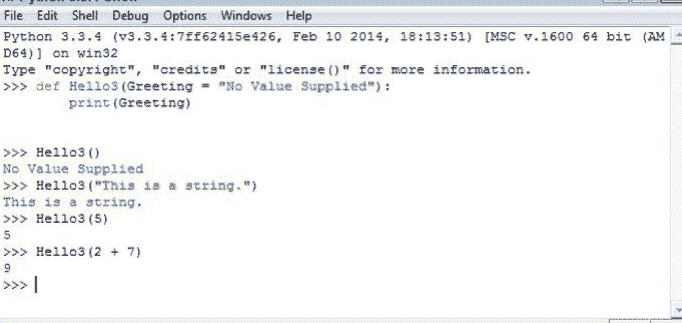 File Edit Shell Debug Options Windows Help
Python 3.3.4 (v3.3.4:7ff62415e426, Feb 10 2014, 18:13:51) [MSC v.1600 64 bit (AM
D64)] on win32
Type "copyright", "credits" or "license()" for more information.
>>> def Hello3(Greeting = "No Value Supplied"):
        print(Greeting)
>>> Hello3()
No Value Supplied
>>> Hello3("This is a string.")
This is a string.
>>> Hello3(5)
5
>>> Hello3(2 + 7)
9
>>>